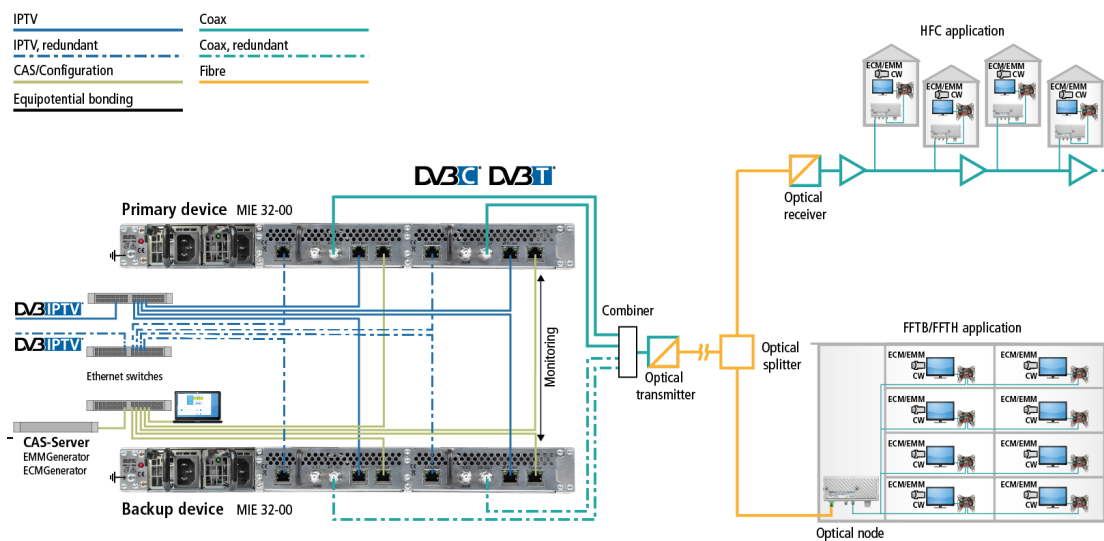 IPTV
Coax
IPTV, redundant
Coax, redundant
CAS/Configuration
Fibre
Equipotential bonding
HFC application
ECM/EMM
CW
ECM/EMM
CW
ECM/EMM
CW
ECM/EMM
CW
DVB C DVB T
Optical
receiver
Primary device MIE 32-00
DVB IPTV
DVB IPTV
Ethernet switches
Monitoring
Combiner
Optical
transmitter
Optical
splitter
CAS-Server
EMMGenerator
ECMGenerator
Backup device MIE 32-00
FFTB/FFTH application
ECM/EMM
CW
ECM/EMM
CW
ECM/EMM
CW
ECM/EMM
CW
ECM/EMM
CW
ECM/EMM
CW
ECM/EMM
CW
ECM/EMM
CW
Optical node